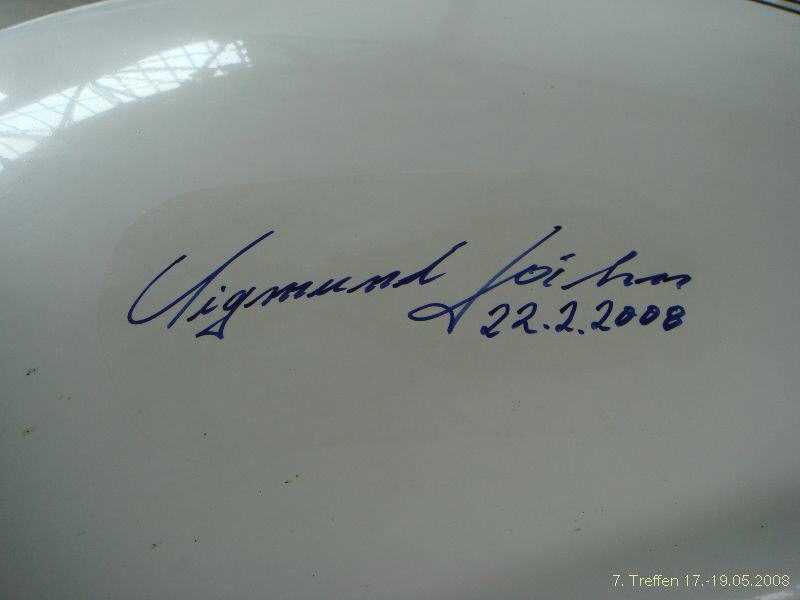 Sigmund Jähn
22.2.2008
7. Treffen 17.-19.05.2008